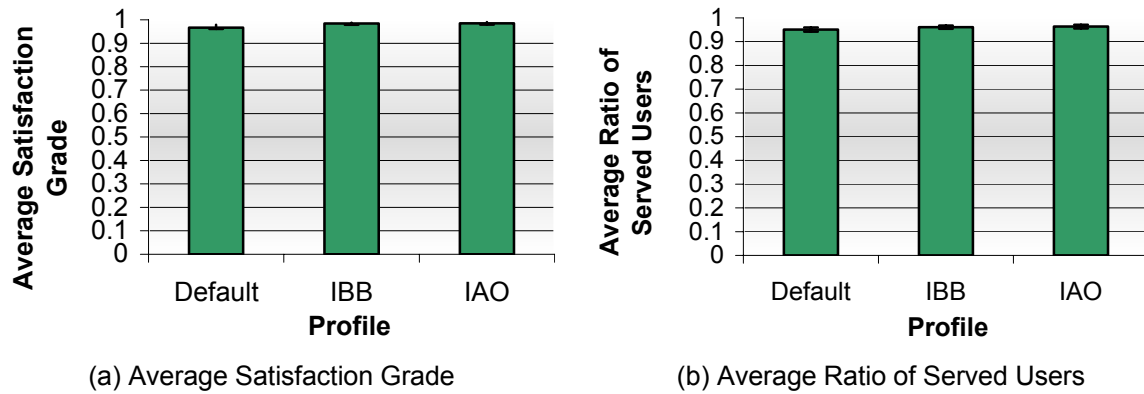 Average Satisfaction
Grade
1
0.9
0.8
0.7
0.6
0.5
0.4
0.3
0.2
0.1
0
Default
IBB
IAO
Profile
(a) Average Satisfaction Grade
Average Ratio of
Served Users
1
0.9
0.8
0.7
0.6
0.5
0.4
0.3
0.2
0.1
0
Default
IBB
IAO
Profile
(b) Average Ratio of Served Users